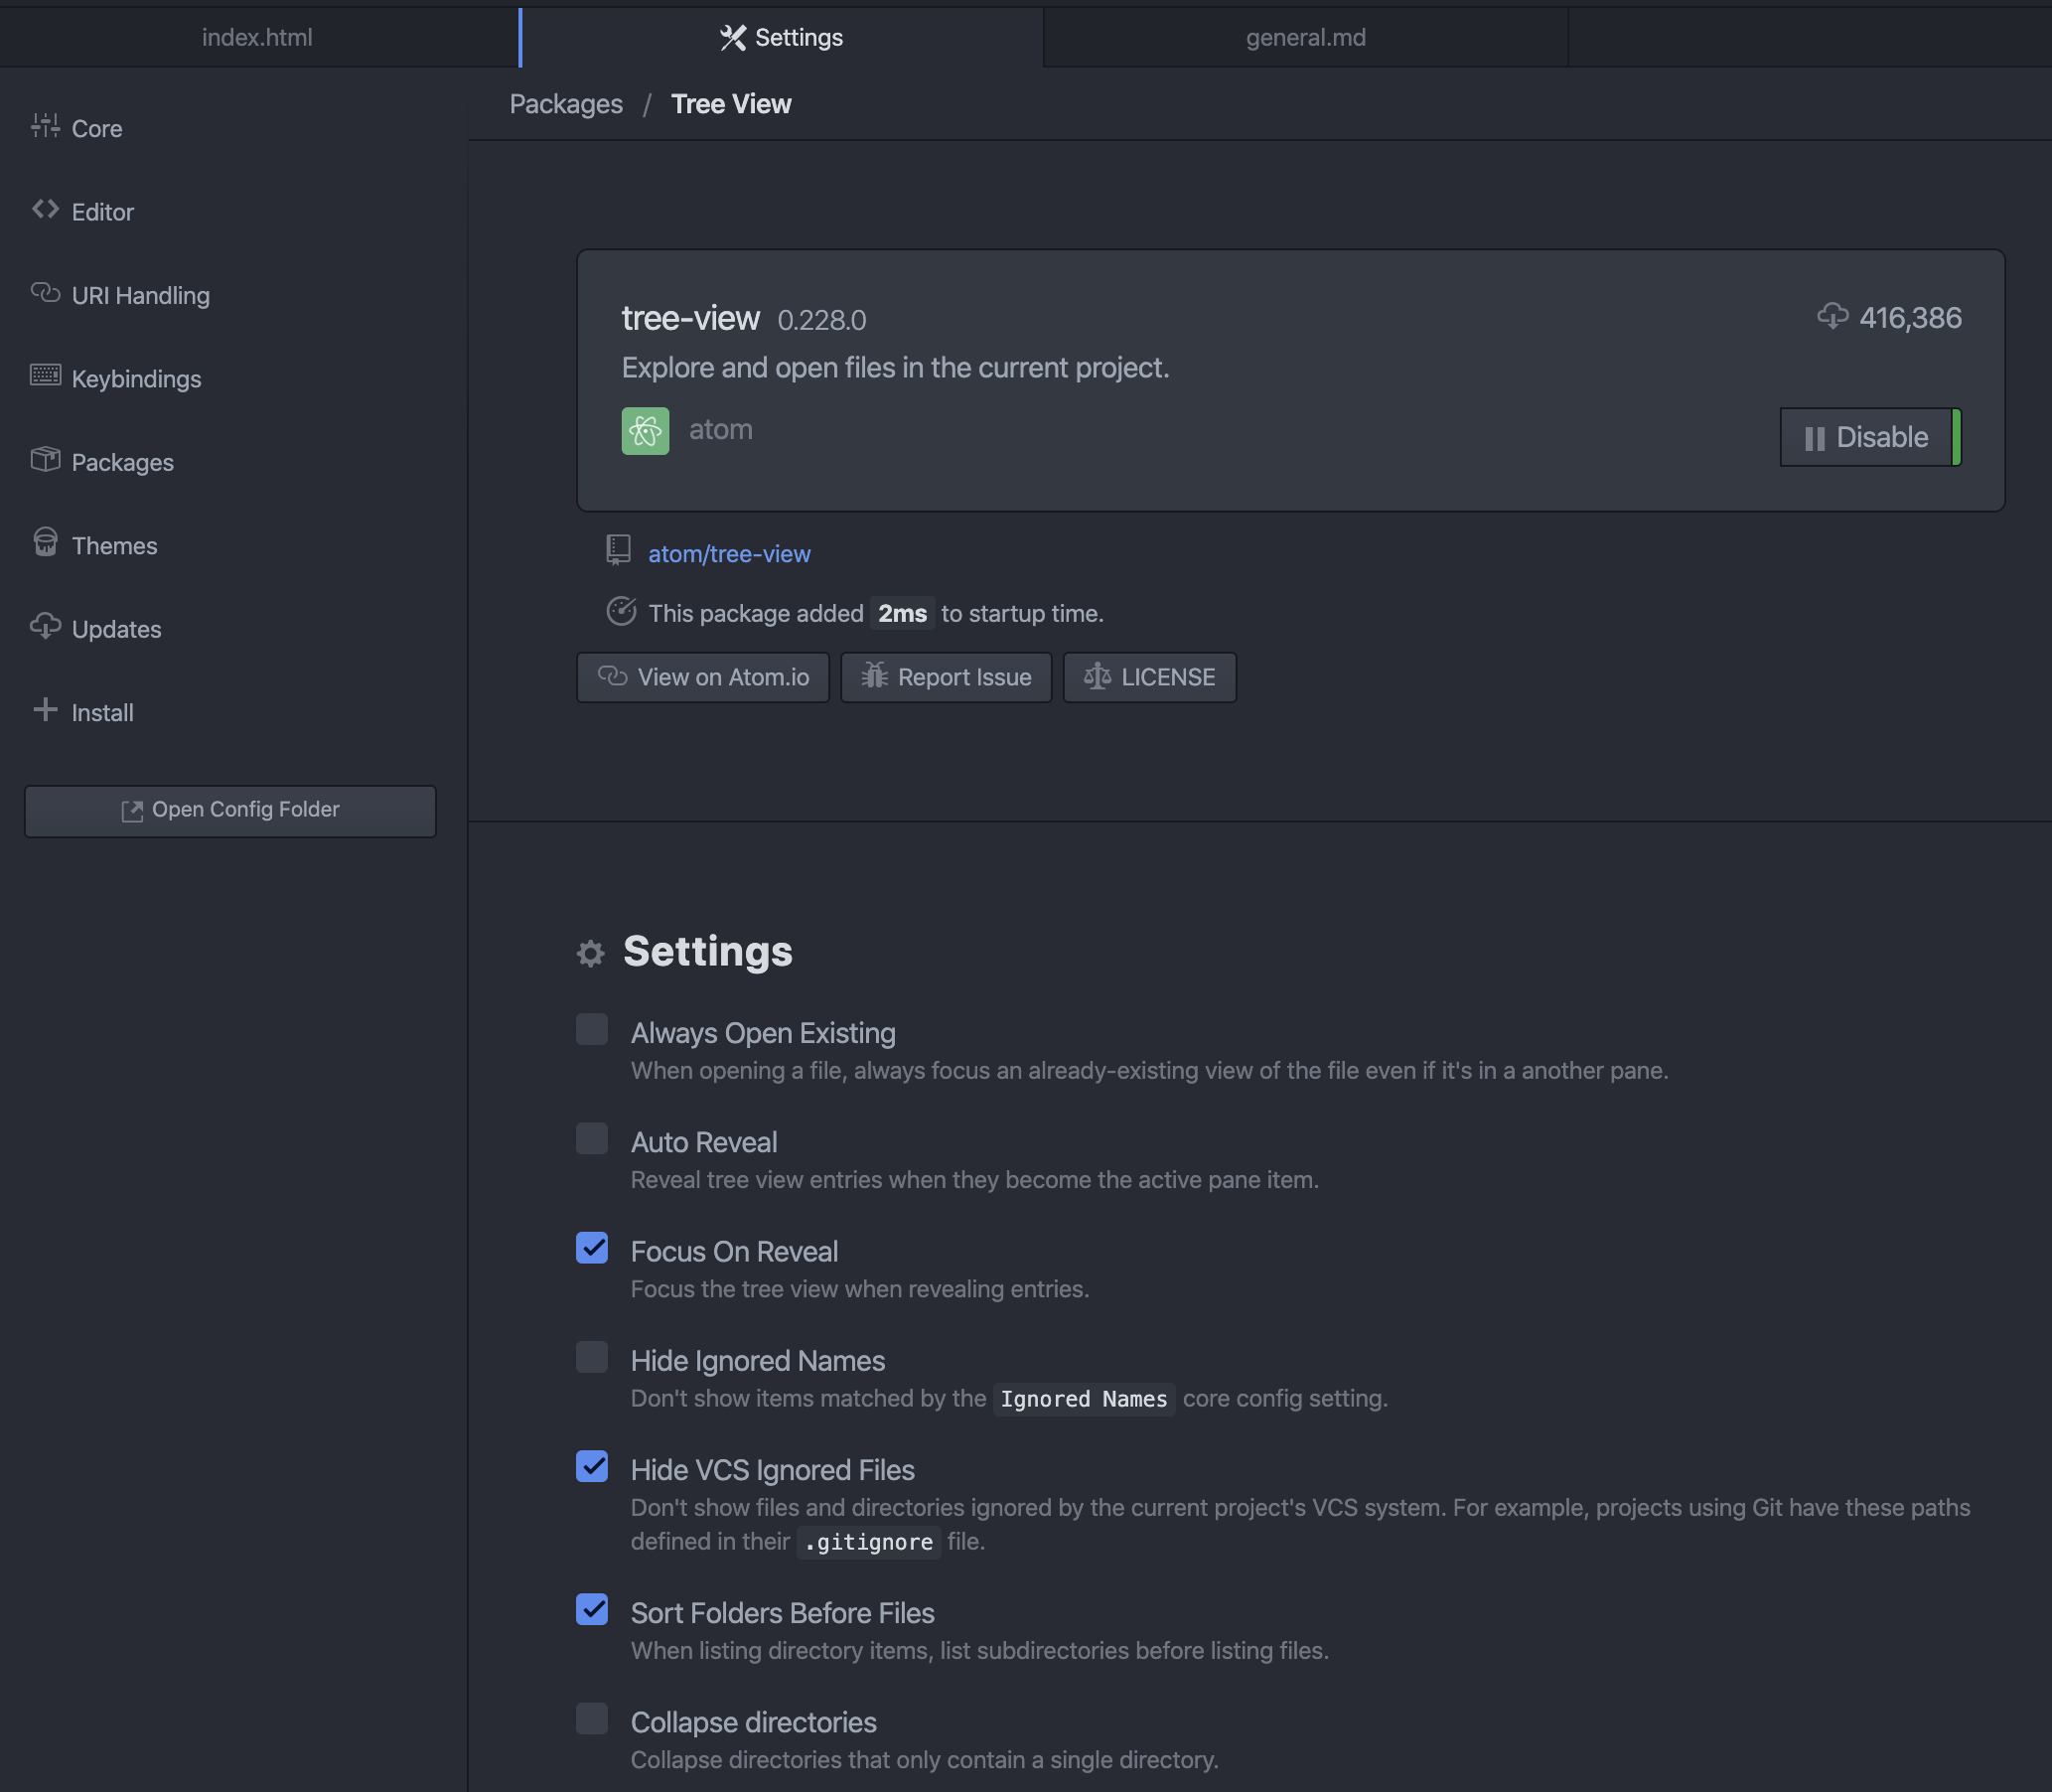 index.html
Settings
general.md
Core
Editor
URI Handling
Keybindings
Packages
Themes
Updates
Install
Open Config Folder
Packages / Tree View
tree-view 0.228.0
416,386
Explore and open files in the current project.
atom
Disable
atom/tree-view
This package added 2ms to startup time.
View on Atom.io
Report Issue
LICENSE
Settings
Always Open Existing
When opening a file, always focus an already-existing view of the file even if it's in a another pane.
Auto Reveal
Reveal tree view entries when they become the active pane item.
Focus On Reveal
Focus the tree view when revealing entries.
Hide Ignored Names
Don't show items matched by the Ignored Names core config setting.
Hide VCS Ignored Files
Don't show files and directories ignored by the current project's VCS system. For example, projects using Git have these paths
defined in their .gitignore file.
Sort Folders Before Files
When listing directory items, list subdirectories before listing files.
Collapse directories
Collapse directories that only contain a single directory.